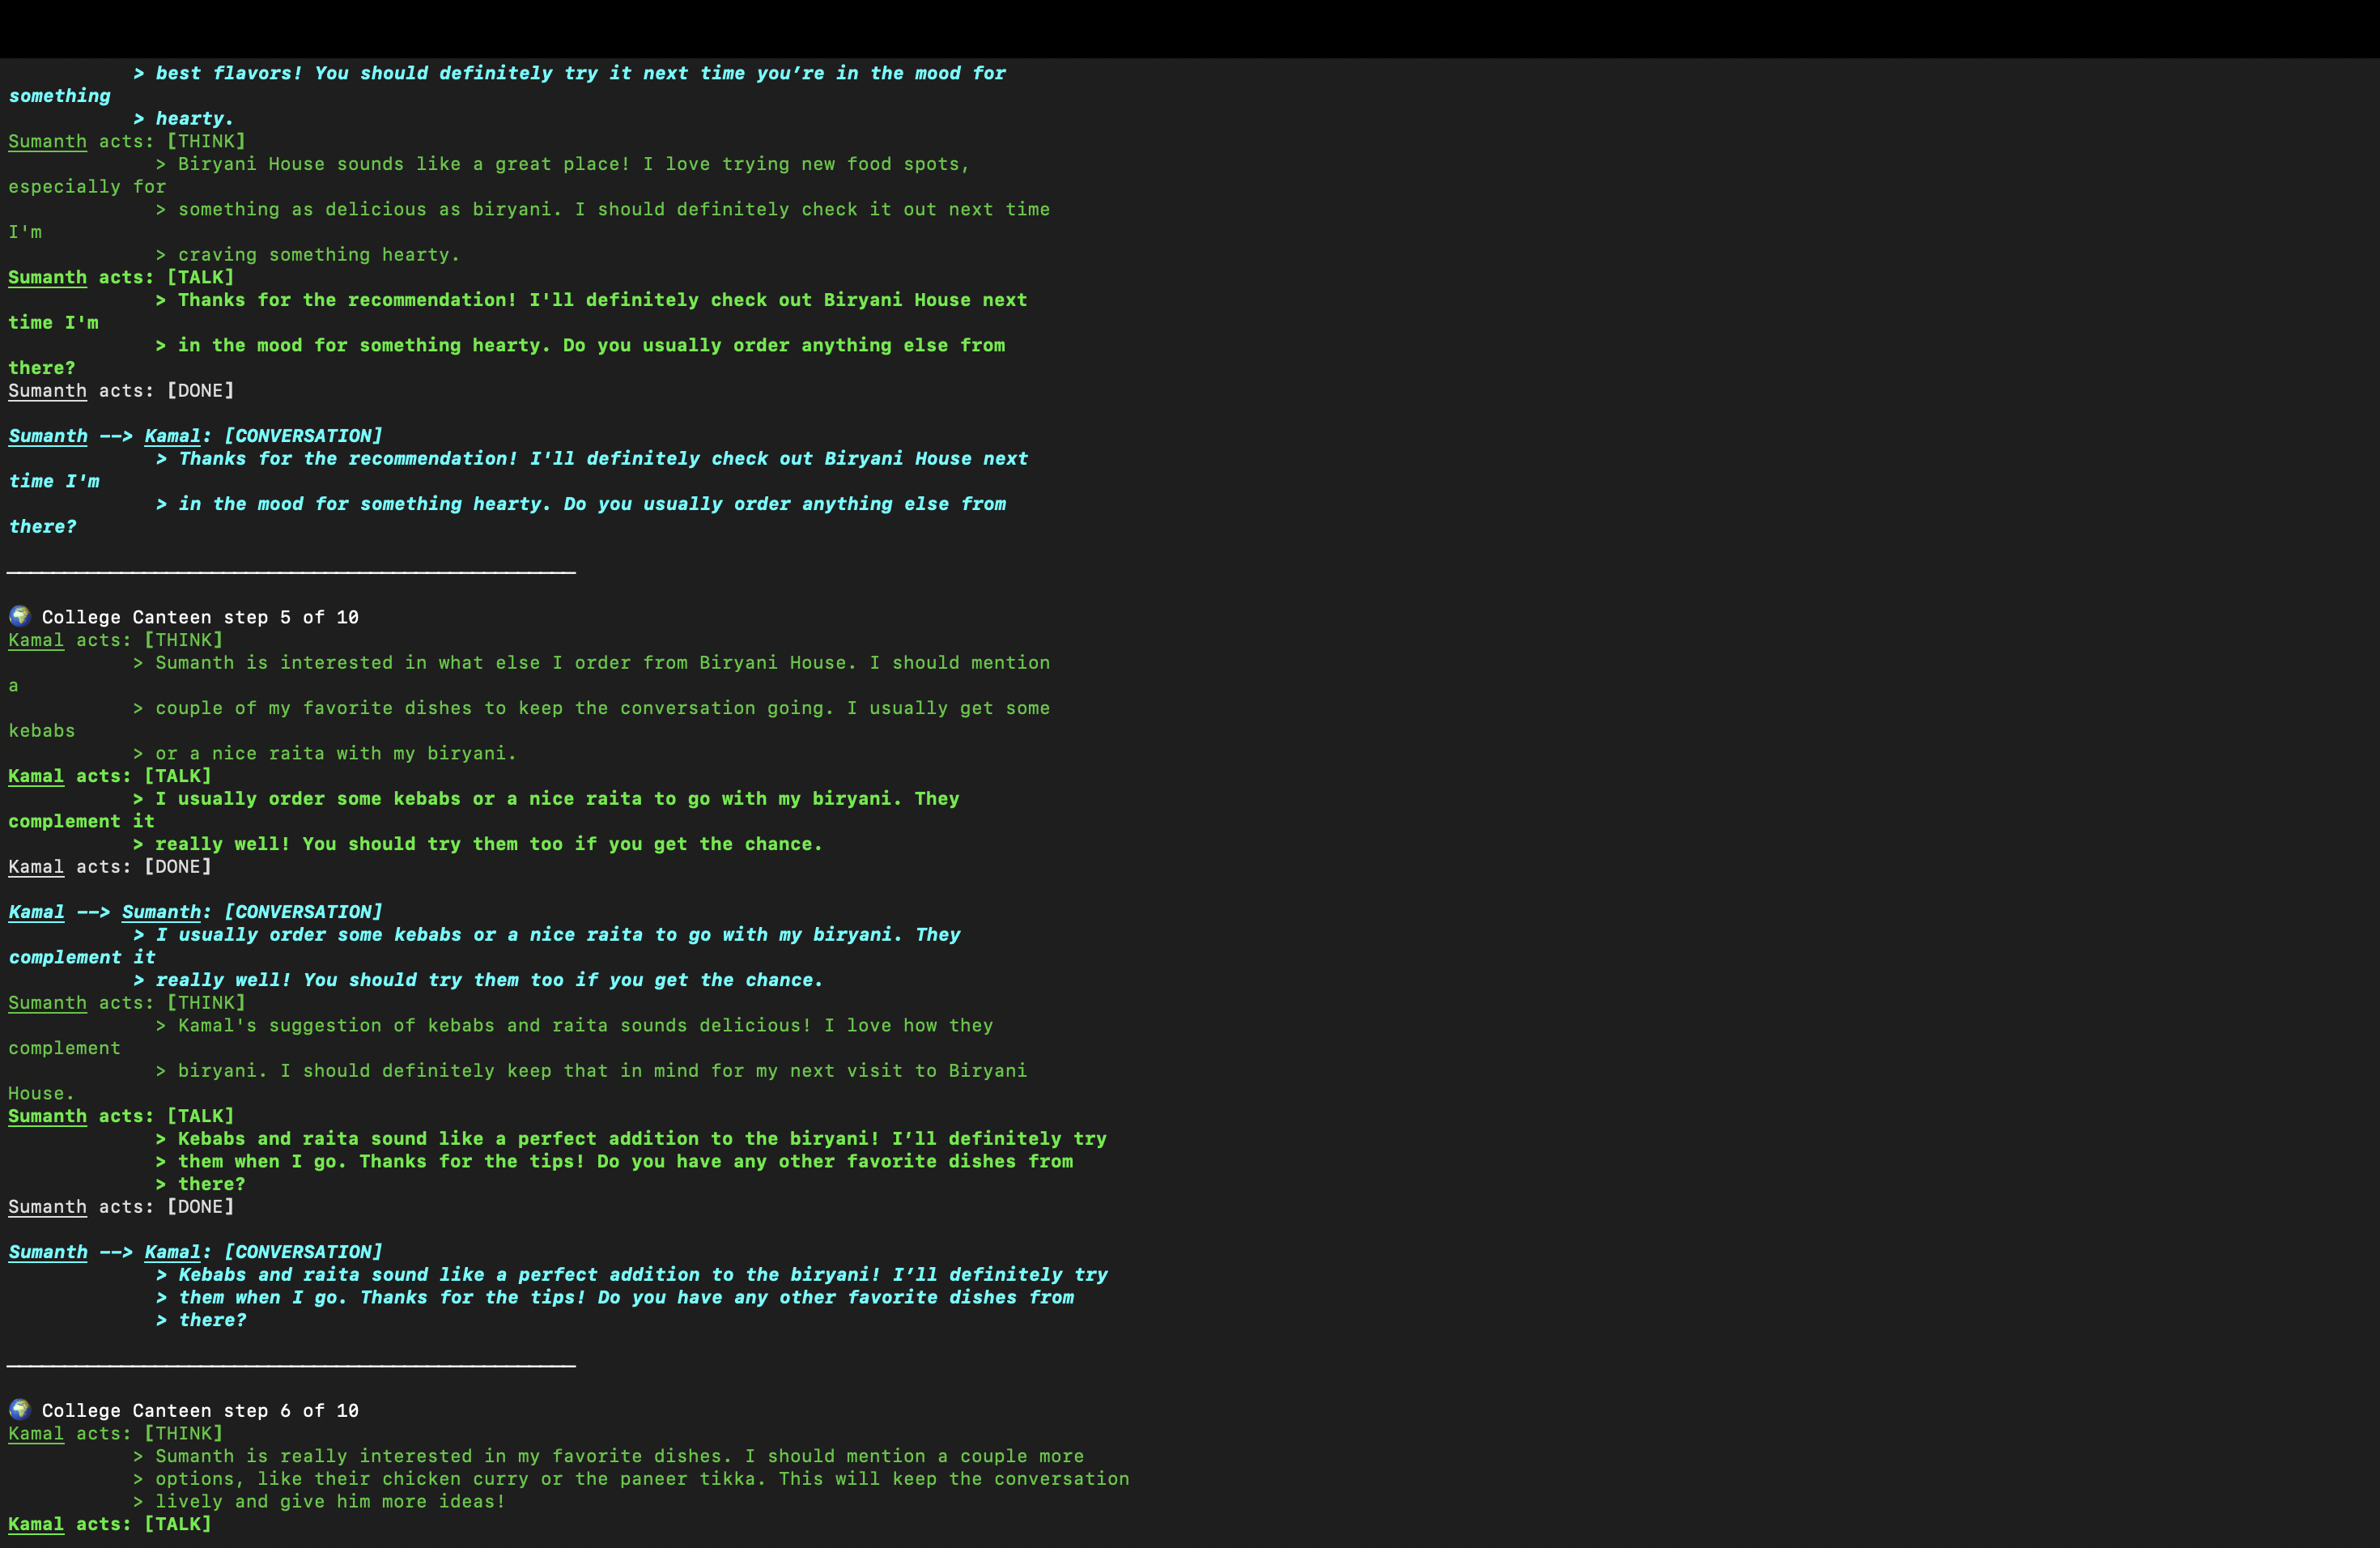 > best flavors! You should definitely try it next time you’re in the mood for
something
> hearty.
Sumanth acts: [THINK]
> Biryani House sounds like a great place! I love trying new food spots,
especially for
> something as delicious as biryani. I should definitely check it out next time
I'm
> craving something hearty.
Sumanth acts: [TALK]
> Thanks for the recommendation! I'll definitely check out Biryani House next
time I'm
> in the mood for something hearty. Do you usually order anything else from
there?
Sumanth acts: [DONE]
Sumanth --> Kamal: [CONVERSATION]
> Thanks for the recommendation! I'll definitely check out Biryani House next
time I'm
> in the mood for something hearty. Do you usually order anything else from
there?
🌍 College Canteen step 5 of 10
Kamal acts: [THINK]
> Sumanth is interested in what else I order from Biryani House. I should mention
a
> couple of my favorite dishes to keep the conversation going. I usually get some
kebabs
> or a nice raita with my biryani.
Kamal acts: [TALK]
> I usually order some kebabs or a nice raita to go with my biryani. They
complement it
> really well! You should try them too if you get the chance.
Kamal acts: [DONE]
Kamal --> Sumanth: [CONVERSATION]
> I usually order some kebabs or a nice raita to go with my biryani. They
complement it
> really well! You should try them too if you get the chance.
Sumanth acts: [THINK]
> Kamal's suggestion of kebabs and raita sounds delicious! I love how they
complement
> biryani. I should definitely keep that in mind for my next visit to Biryani
House.
Sumanth acts: [TALK]
> Kebabs and raita sound like a perfect addition to the biryani! I’ll definitely try
> them when I go. Thanks for the tips! Do you have any other favorite dishes from
> there?
Sumanth acts: [DONE]
Sumanth --> Kamal: [CONVERSATION]
> Kebabs and raita sound like a perfect addition to the biryani! I’ll definitely try
> them when I go. Thanks for the tips! Do you have any other favorite dishes from
> there?
🌍 College Canteen step 6 of 10
Kamal acts: [THINK]
> Sumanth is really interested in my favorite dishes. I should mention a couple more
> options, like their chicken curry or the paneer tikka. This will keep the conversation
> lively and give him more ideas!
Kamal acts: [TALK]